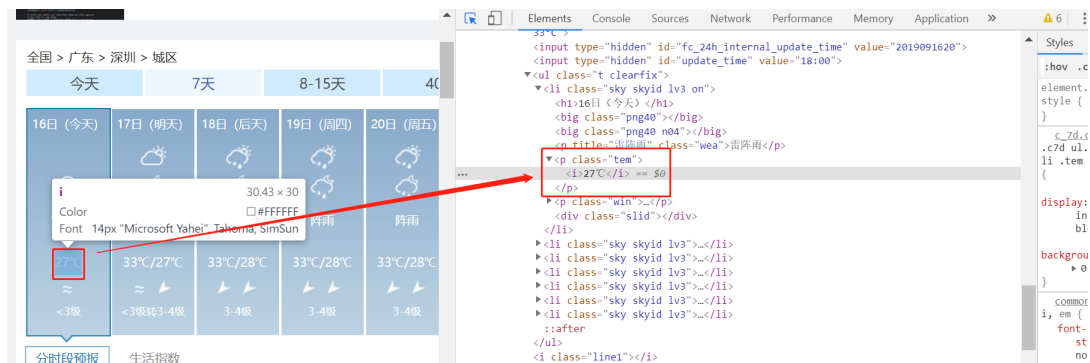 全国 > 广东 > 深圳 > 城区
今天
7天
8-15天
40
16日（今天）
17日（明天）
18日（后天）
19日（周四）
20日（周五）
i
30.43 × 30
Color
#FFFFFF
Font
14px "Microsoft Yahei", Tahoma, SimSun
阵雨
阵雨
27℃
33℃/27℃
33℃/28℃
33℃/28℃
33℃/28℃
<3级
<3级转3-4级
3-4级
3-4级
3-4级
分时段预报
生活指数
Elements
Console
Sources
Network
Performance
Memory
Application
»
6
33℃">
<input type="hidden" id="fc_24h_internal_update_time" value="2019091620">
<input type="hidden" id="update_time" value="18:00">
<ul class="t clearfix">
<li class="sky skyid lv3 on">
<h1>16日（今天）</h1>
<big class="png40"></big>
<big class="png40 n04"></big>
<p title="雷阵雨" class="wea">雷阵雨</p>
<p class="tem">
<i>27℃</i> == $0
</p>
<p class="win">…</p>
<div class="slid"></div>
</li>
<li class="sky skyid lv3">…</li>
<li class="sky skyid lv3">…</li>
<li class="sky skyid lv3">…</li>
<li class="sky skyid lv3">…</li>
<li class="sky skyid lv3">…</li>
<li class="sky skyid lv3">…</li>
::after
</ul>
<i class="line1"></i>
Styles
:hov .c
element.
style {
}
c_7d.c
.c7d ul.
li .tem
{
display:
in
blo
backgrou
0
}
common
i, em {
font-
st
no